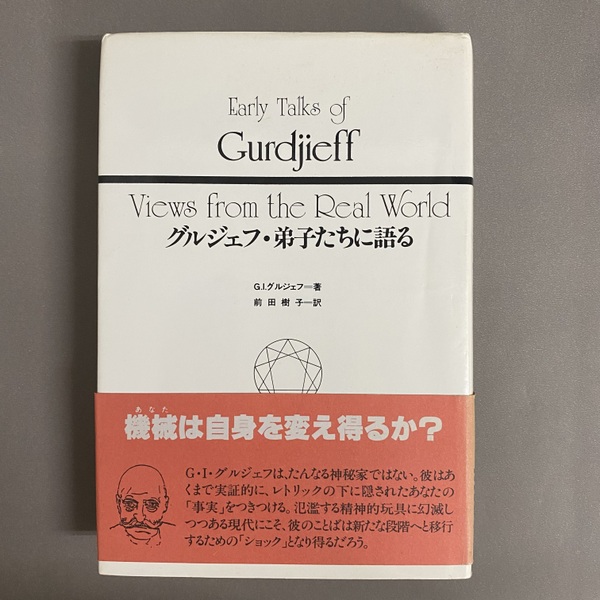 Early Talks of
Gurdjieff
Views from the Real World
グルジェフ・弟子たちに語る
G.I.グルジェフ=著
前田樹子=訳
あなた
機械は自身を変え得るか?
G・I・グルジェフは、たんなる神秘家ではない。彼はあ
くまで実証的に、レトリックの下に隠されたあなたの
「事実」をつきつける。氾濫する精神的玩具に幻滅し
つつある現代にこそ、彼のことばは新たな段階へと移行
するための「ショック」となり得るだろう。